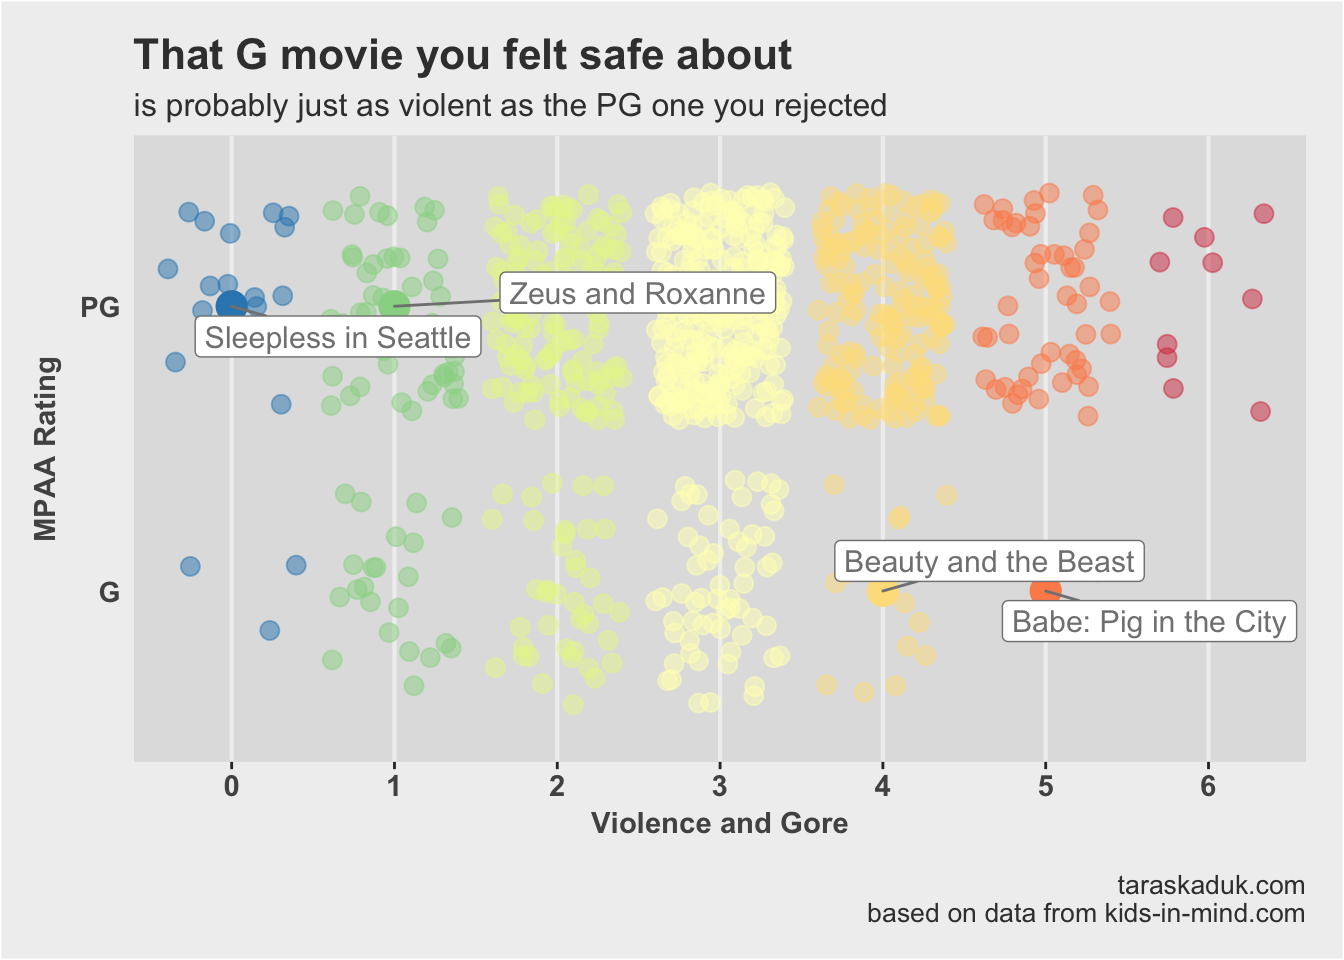 That G movie you felt safe about
is probably just as violent as the PG one you rejected
PG
Zeus and Roxanne
Sleepless in Seattle
MPAA Rating
Beauty and the Beast
G
Babe: Pig in the City
0 1 2 3 4 5 6
Violence and Gore
taraskaduk.com
based on data from kids-in-mind.com